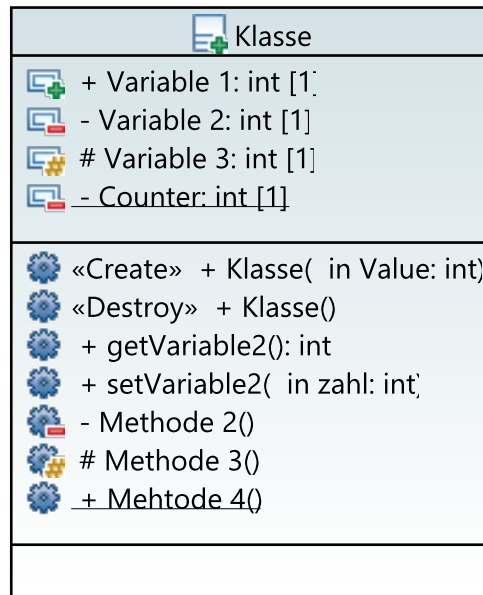 Klasse
+ Variable 1: int [1]
- Variable 2: int [1]
# Variable 3: int [1]
- Counter: int [1]
«Create» + Klasse( in Value: int)
«Destroy» + Klasse()
+ getVariable2(): int
+ setVariable2( in zahl: int)
- Methode 2()
# Methode 3()
+ Mehtode 4()